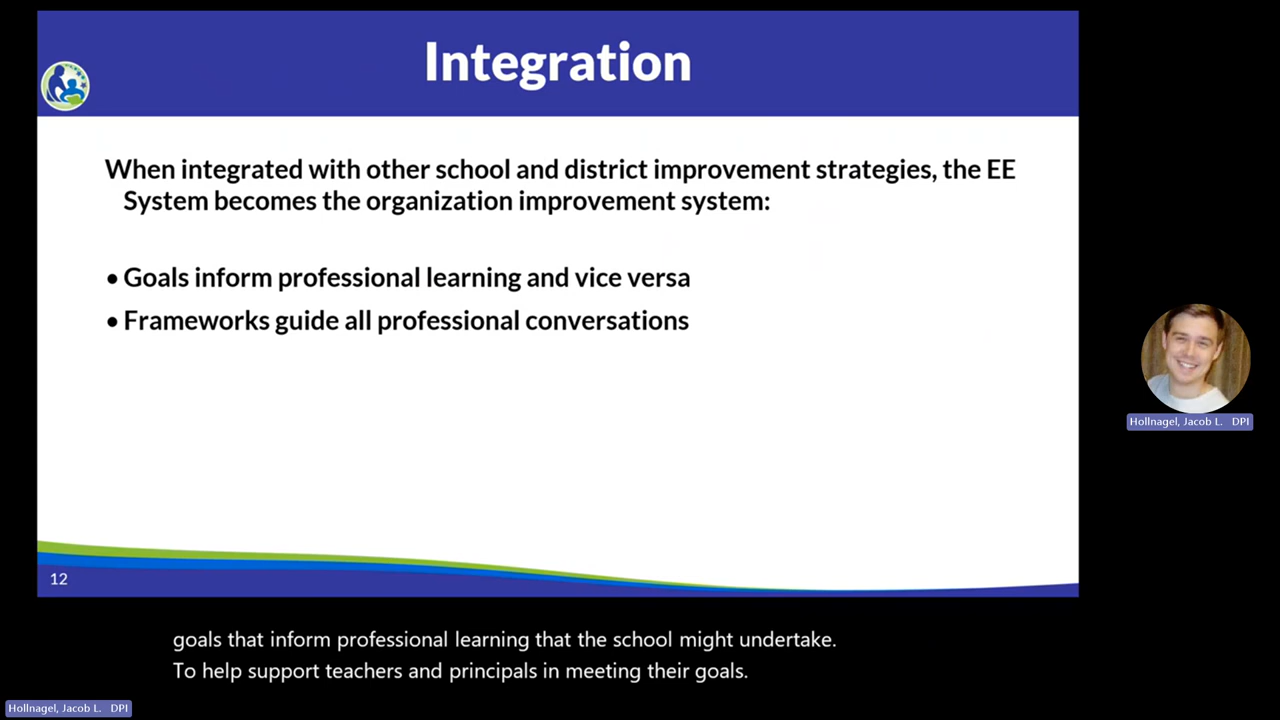 Integration
When integrated with other school and district improvement strategies, the EE
System becomes the organization improvement system:
• Goals inform professional learning and vice versa
• Frameworks guide all professional conversations
Hollnagel, Jacob L. DPI
12
goals that inform professional learning that the school might undertake.
To help support teachers and principals in meeting their goals.
Hollnagel, Jacob L. DPI